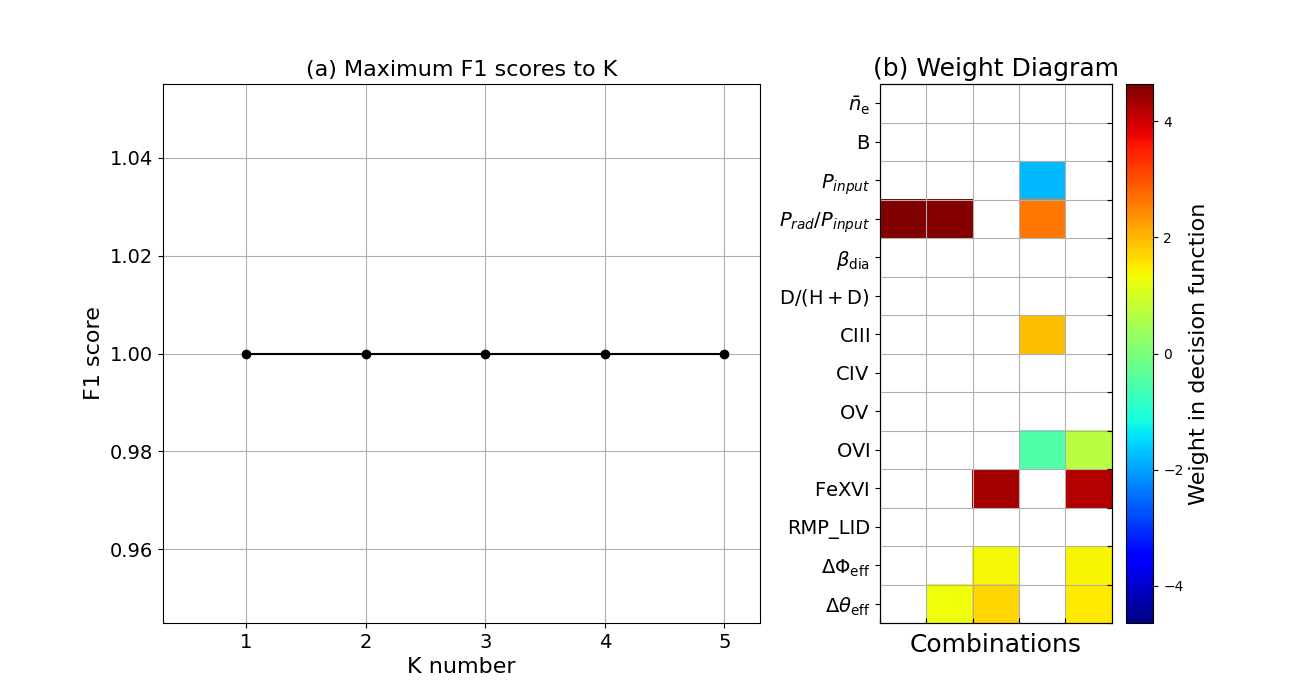 (a) Maximum F1 scores to K
F1 score
1.04
1.02
1.00
0.98
0.96
1 2 3 4 5
K number
(b) Weight Diagram
n̄e
B
Pinput
Prad/Pinput
βdia
D/(H + D)
CIII
CIV
OV
OVI
FeXVI
RMP_LID
ΔΦeff
Δθeff
Combinations
4
2
0
−2
−4
Weight in decision function